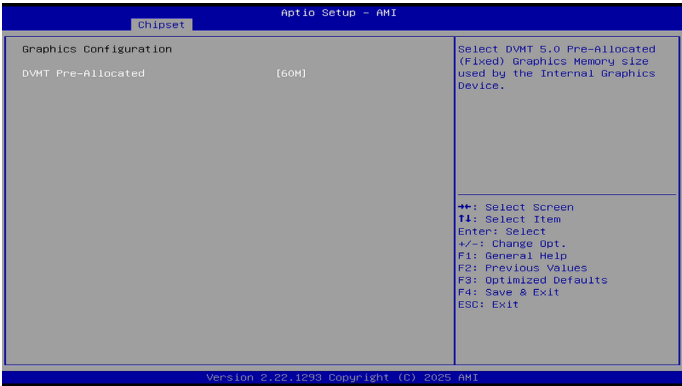 Aptio Setup - AMI
Chipset
Graphics Configuration
DVMT Pre-Allocated [60M]
Select DVMT 5.0 Pre-Allocated
(Fixed) Graphics Memory size
used by the Internal Graphics
Device.
→←: Select Screen
↑↓: Select Item
Enter: Select
+/-: Change Opt.
F1: General Help
F2: Previous Values
F3: Optimized Defaults
F4: Save & Exit
ESC: Exit
Version 2.22.1293 Copyright (C) 2025 AMI